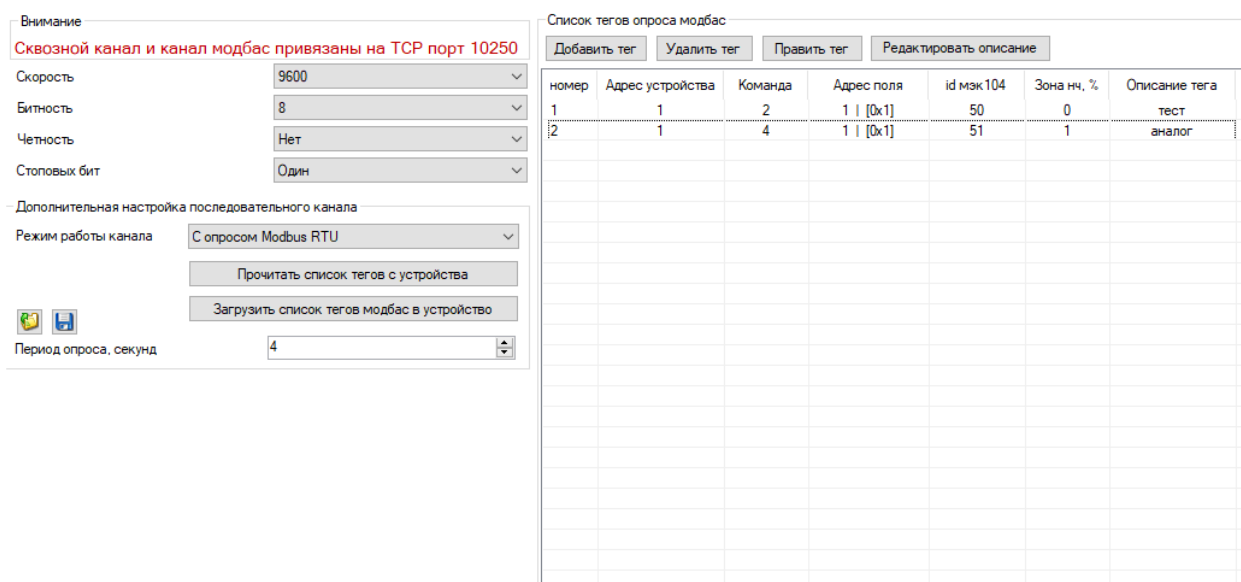 Внимание
Сквозной канал и канал модбас привязаны на TCP порт 10250
Скорость 9600
Битность 8
Четность Нет
Стоповых бит Один
Дополнительная настройка последовательного канала
Режим работы канала С опросом Modbus RTU
Прочитать список тегов с устройства
Загрузить список тегов модбас в устройство
Период опроса, секунд 4
Список тегов опроса модбас
Добавить тег Удалить тег Править тег Редактировать описание
номер Адрес устройства Команда Адрес поля id мэк104 Зона нч, % Описание тега
1 1 2 1 | [0x1] 50 0 тест
2 1 4 1 | [0x1] 51 1 аналог